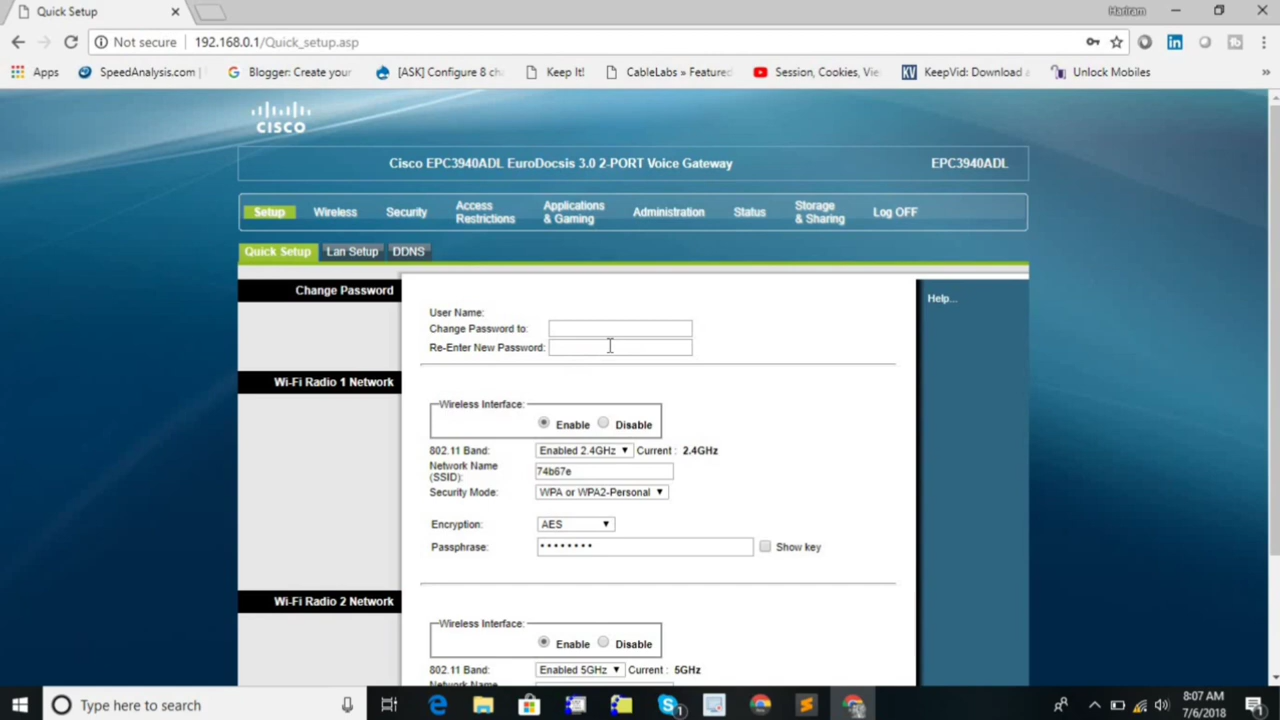 Quick Setup
Hariram
Not secure 192.168.0.1/Quick_setup.asp
Apps SpeedAnalysis.com Blogger: Create your [ASK] Configure 8 ch Keep It! CableLabs » Featured Session, Cookies, Vie KeepVid: Download a Unlock Mobiles »
CISCO
Cisco EPC3940ADL EuroDocsis 3.0 2-PORT Voice Gateway EPC3940ADL
Setup Wireless Security Access Restrictions Applications & Gaming Administration Status Storage & Sharing Log OFF
Quick Setup Lan Setup DDNS
Change Password
Help...
User Name:
Change Password to:
Re-Enter New Password:
Wi-Fi Radio 1 Network
Wireless Interface:
Enable Disable
802.11 Band: Enabled 2.4GHz Current : 2.4GHz
Network Name (SSID): 74b67e
Security Mode: WPA or WPA2-Personal
Encryption: AES
Passphrase: •••••••• Show key
Wi-Fi Radio 2 Network
Wireless Interface:
Enable Disable
802.11 Band: Enabled 5GHz Current : 5GHz
Network Name
Type here to search
8:07 AM
7/6/2018